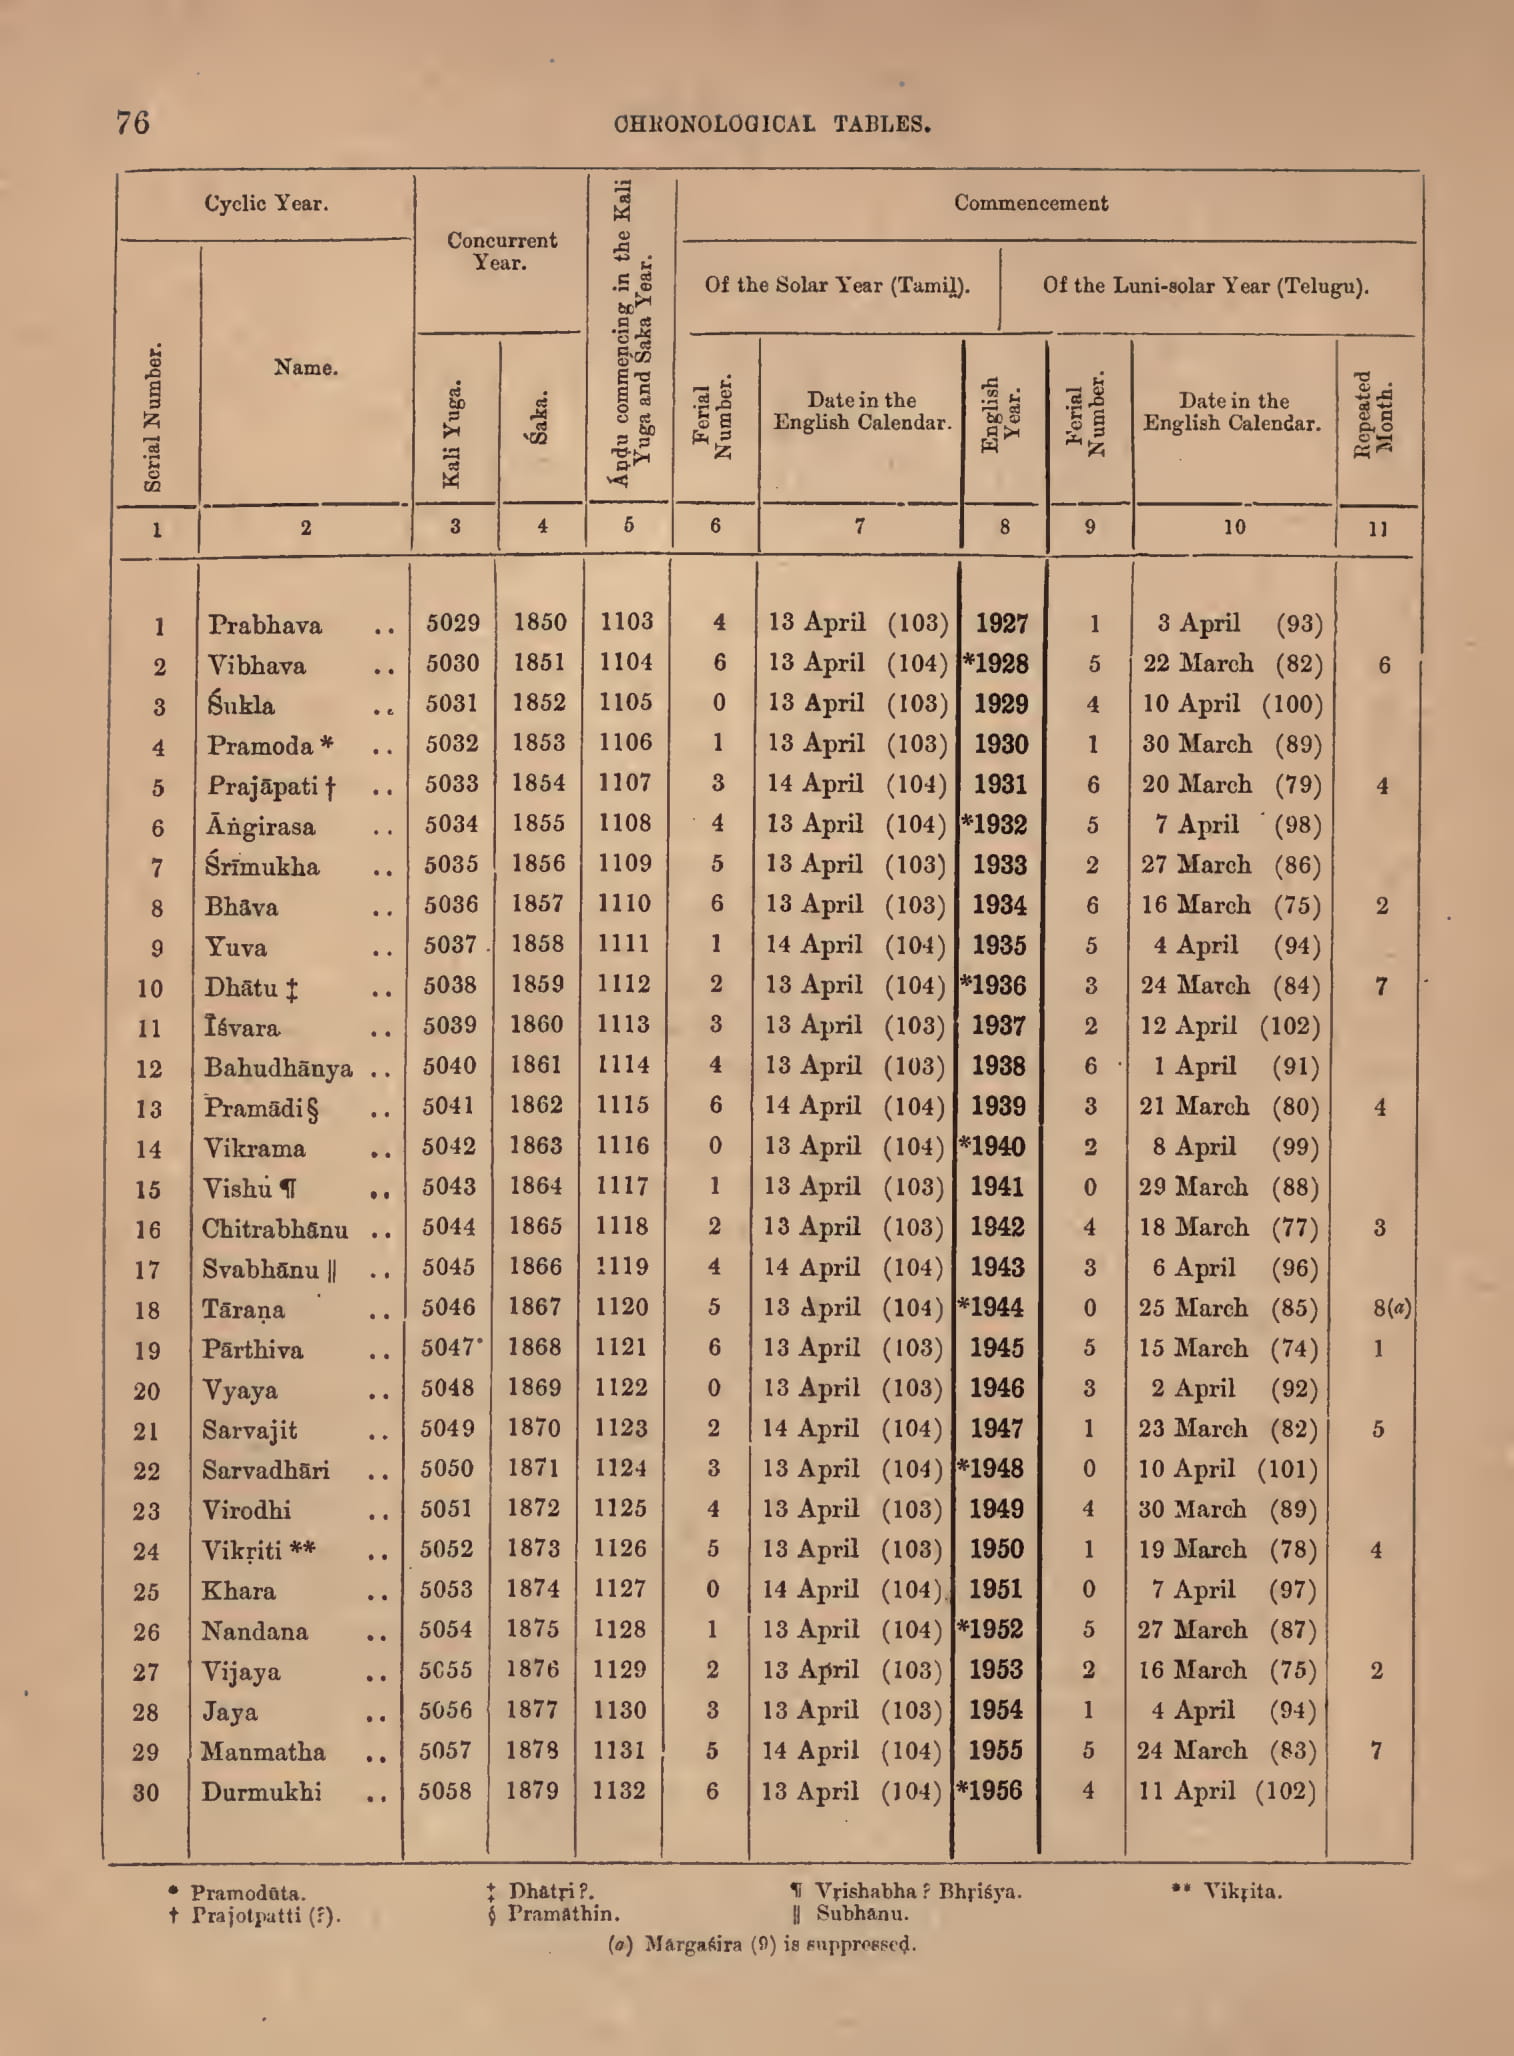 76
CHRONOLOGICAL TABLES.
Cyclic Year.
Concurrent Year.
Áṇḍu commencing in the Kali Yuga and Śaka Year.
Commencement
Of the Solar Year (Tamiḻ).
Of the Luni-solar Year (Telugu).
Serial Number.
Name.
Kali Yuga.
Śaka.
Ferial Number.
Date in the English Calendar.
English Year.
Ferial Number.
Date in the English Calendar.
Repeated Month.
1 2 3 4 5 6 7 8 9 10 11
1 Prabhava .. 5029 1850 1103 4 13 April (103) 1927 1 3 April (93)
2 Vibhava .. 5030 1851 1104 6 13 April (104) *1928 5 22 March (82) 6
3 Śukla .. 5031 1852 1105 0 13 April (103) 1929 4 10 April (100)
4 Pramoda * .. 5032 1853 1106 1 13 April (103) 1930 1 30 March (89)
5 Prajāpati † .. 5033 1854 1107 3 14 April (104) 1931 6 20 March (79) 4
6 Āṅgirasa .. 5034 1855 1108 4 13 April (104) *1932 5 7 April (98)
7 Śrīmukha .. 5035 1856 1109 5 13 April (103) 1933 2 27 March (86)
8 Bhāva .. 5036 1857 1110 6 13 April (103) 1934 6 16 March (75) 2
9 Yuva .. 5037 1858 1111 1 14 April (104) 1935 5 4 April (94)
10 Dhātu ‡ .. 5038 1859 1112 2 13 April (104) *1936 3 24 March (84) 7
11 Īśvara .. 5039 1860 1113 3 13 April (103) 1937 2 12 April (102)
12 Bahudhānya .. 5040 1861 1114 4 13 April (103) 1938 6 1 April (91)
13 Pramādi § .. 5041 1862 1115 6 14 April (104) 1939 3 21 March (80) 4
14 Vikrama .. 5042 1863 1116 0 13 April (104) *1940 2 8 April (99)
15 Vishu ¶ .. 5043 1864 1117 1 13 April (103) 1941 0 29 March (88)
16 Chitrabhānu .. 5044 1865 1118 2 13 April (103) 1942 4 18 March (77) 3
17 Svabhānu || .. 5045 1866 1119 4 14 April (104) 1943 3 6 April (96)
18 Tāraṇa .. 5046 1867 1120 5 13 April (104) *1944 0 25 March (85) 8(a)
19 Pārthiva .. 5047 1868 1121 6 13 April (103) 1945 5 15 March (74) 1
20 Vyaya .. 5048 1869 1122 0 13 April (103) 1946 3 2 April (92)
21 Sarvajit .. 5049 1870 1123 2 14 April (104) 1947 1 23 March (82) 5
22 Sarvadhāri .. 5050 1871 1124 3 13 April (104) *1948 0 10 April (101)
23 Virodhi .. 5051 1872 1125 4 13 April (103) 1949 4 30 March (89)
24 Vikṛiti ** .. 5052 1873 1126 5 13 April (103) 1950 1 19 March (78) 4
25 Khara .. 5053 1874 1127 0 14 April (104) 1951 0 7 April (97)
26 Nandana .. 5054 1875 1128 1 13 April (104) *1952 5 27 March (87)
27 Vijaya .. 5055 1876 1129 2 13 April (103) 1953 2 16 March (75) 2
28 Jaya .. 5056 1877 1130 3 13 April (103) 1954 1 4 April (94)
29 Manmatha .. 5057 1878 1131 5 14 April (104) 1955 5 24 March (83) 7
30 Durmukhi .. 5058 1879 1132 6 13 April (104) *1956 4 11 April (102)
* Pramodūta. ‡ Dhātṛi ?. ¶ Vṛishabha ? Bhṛiśya. ** Vikṛita.
† Prajotpatti (?). § Pramāthin. || Subhānu.
(a) Mārgaśira (9) is suppressed.